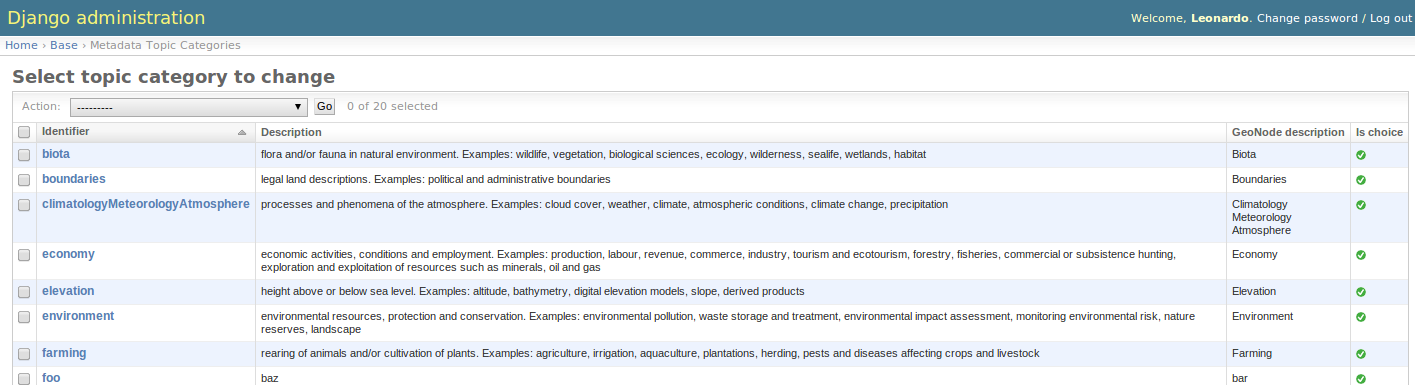 Django administration
Welcome, Leonardo. Change password / Log out
Home › Base › Metadata Topic Categories
Select topic category to change
Action: --------- Go 0 of 20 selected
Identifier Description GeoNode description Is choice
biota flora and/or fauna in natural environment. Examples: wildlife, vegetation, biological sciences, ecology, wilderness, sealife, wetlands, habitat Biota
boundaries legal land descriptions. Examples: political and administrative boundaries Boundaries
climatologyMeteorologyAtmosphere processes and phenomena of the atmosphere. Examples: cloud cover, weather, climate, atmospheric conditions, climate change, precipitation Climatology
Meteorology
Atmosphere
economy economic activities, conditions and employment. Examples: production, labour, revenue, commerce, industry, tourism and ecotourism, forestry, fisheries, commercial or subsistence hunting, Economy
exploration and exploitation of resources such as minerals, oil and gas
elevation height above or below sea level. Examples: altitude, bathymetry, digital elevation models, slope, derived products Elevation
environment environmental resources, protection and conservation. Examples: environmental pollution, waste storage and treatment, environmental impact assessment, monitoring environmental risk, nature Environment
reserves, landscape
farming rearing of animals and/or cultivation of plants. Examples: agriculture, irrigation, aquaculture, plantations, herding, pests and diseases affecting crops and livestock Farming
foo baz bar